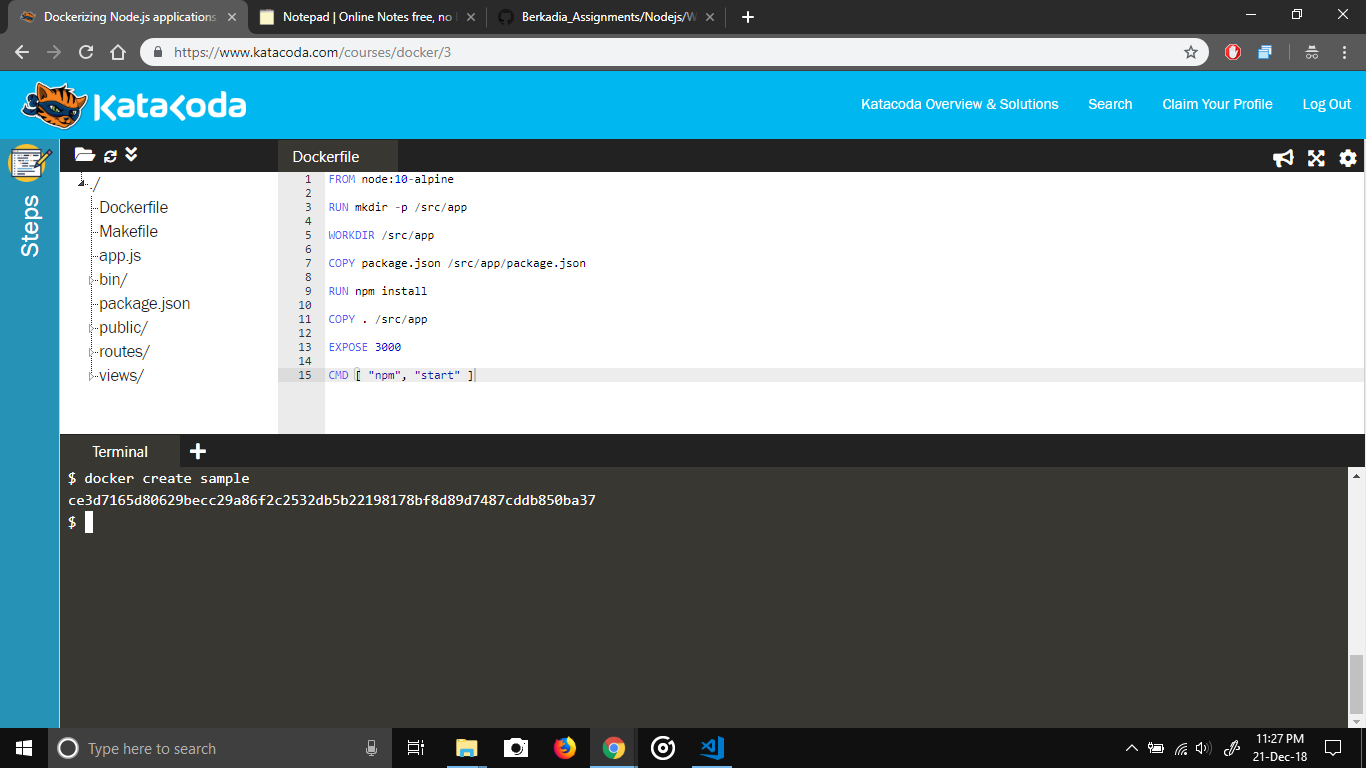 Dockerizing Node.js applications
Notepad | Online Notes free, no l
Berkadia_Assignments/Nodejs/W
https://www.katacoda.com/courses/docker/3
Katacoda
Katacoda Overview & Solutions
Search
Claim Your Profile
Log Out
Steps
./
Dockerfile
Makefile
app.js
bin/
package.json
public/
routes/
views/
Dockerfile
1 FROM node:10-alpine
2
3 RUN mkdir -p /src/app
4
5 WORKDIR /src/app
6
7 COPY package.json /src/app/package.json
8
9 RUN npm install
10
11 COPY . /src/app
12
13 EXPOSE 3000
14
15 CMD [ "npm", "start" ]
Terminal
$ docker create sample
ce3d7165d80629becc29a86f2c2532db5b22198178bf8d89d7487cddb850ba37
$
Type here to search
11:27 PM
21-Dec-18